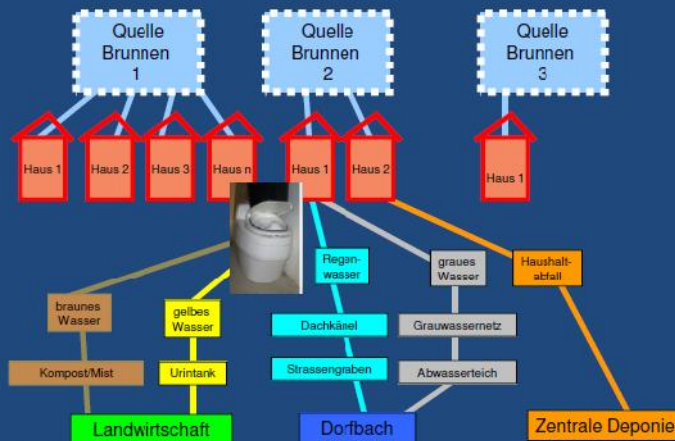 Quelle
Brunnen
1
Quelle
Brunnen
2
Quelle
Brunnen
3
Haus 1
Haus 2
Haus 3
Haus n
Haus 1
Haus 2
Haus 1
braunes
Wasser
gelbes
Wasser
Regen-
wasser
graues
Wasser
Haushalt-
abfall
Dachkänel
Grauwassernetz
Kompost/Mist
Urintank
Strassengraben
Abwasserteich
Landwirtschaft
Dorfbach
Zentrale Deponie